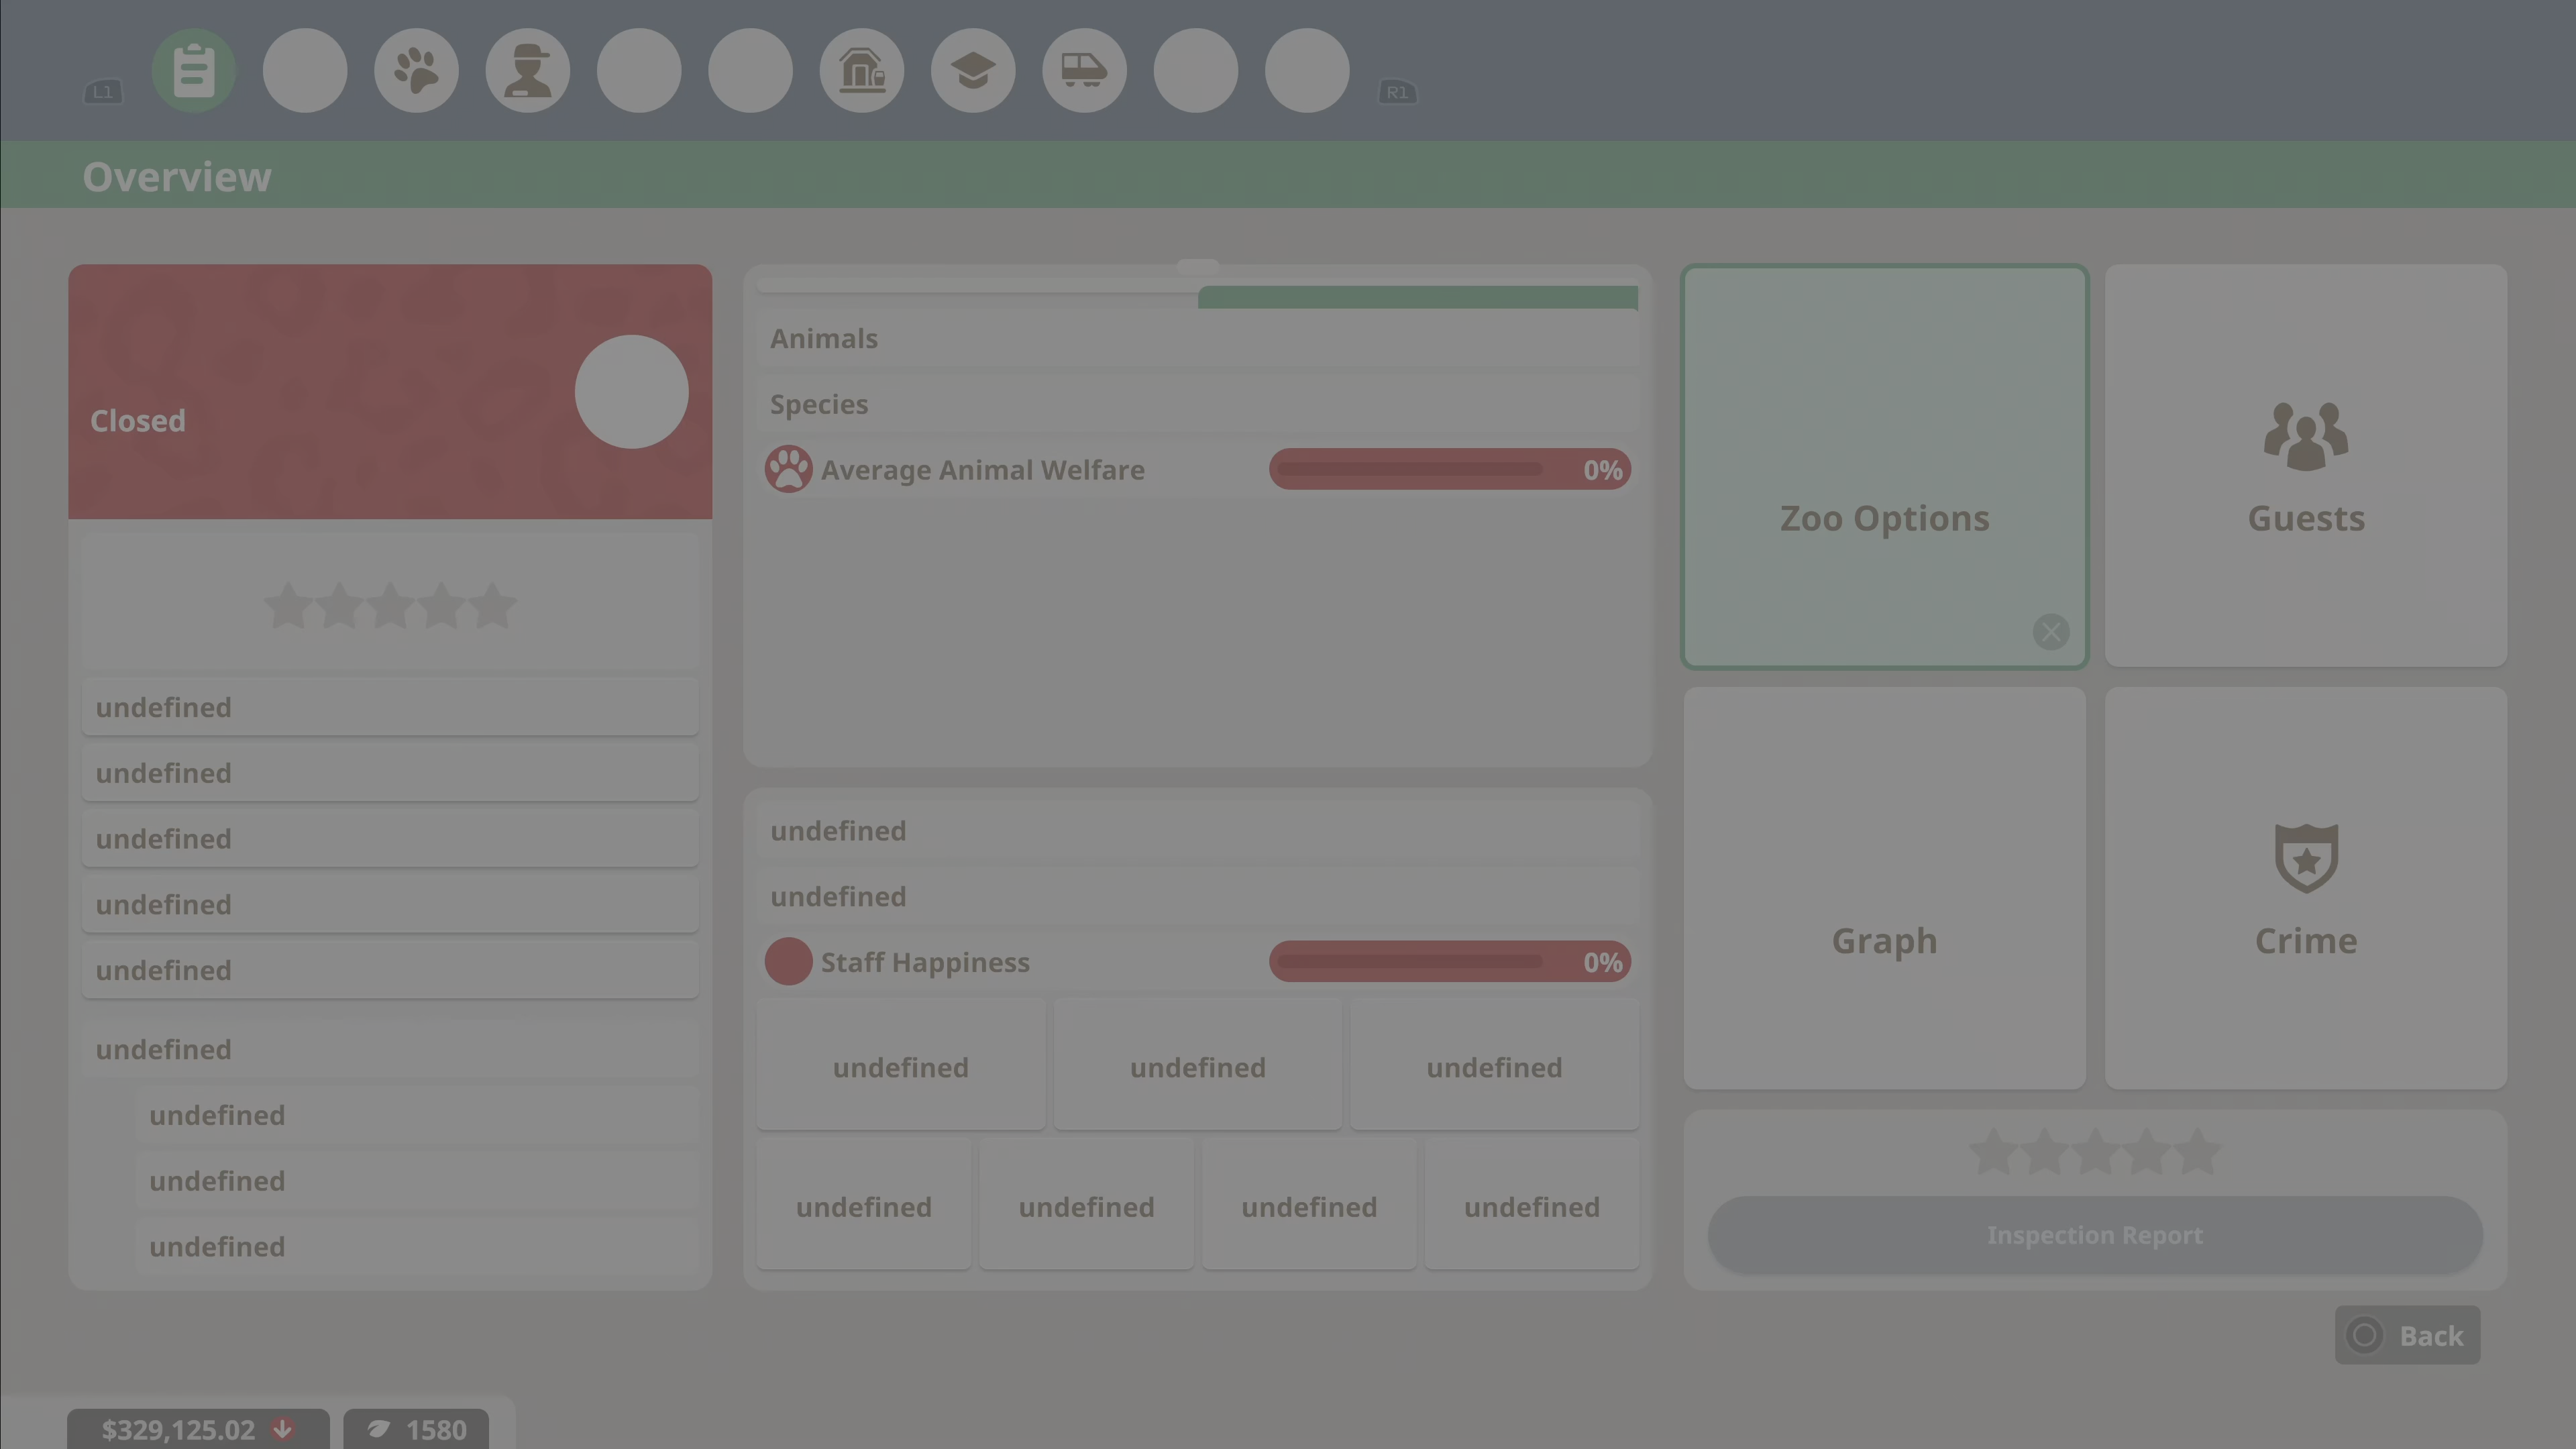 L1
R1
Overview
Closed
undefined
undefined
undefined
undefined
undefined
undefined
undefined
undefined
undefined
Animals
Species
Average Animal Welfare 0%
undefined
undefined
Staff Happiness 0%
undefined undefined undefined
undefined undefined undefined undefined
Zoo Options
Guests
Graph
Crime
Inspection Report
Back
$329,125.02 1580